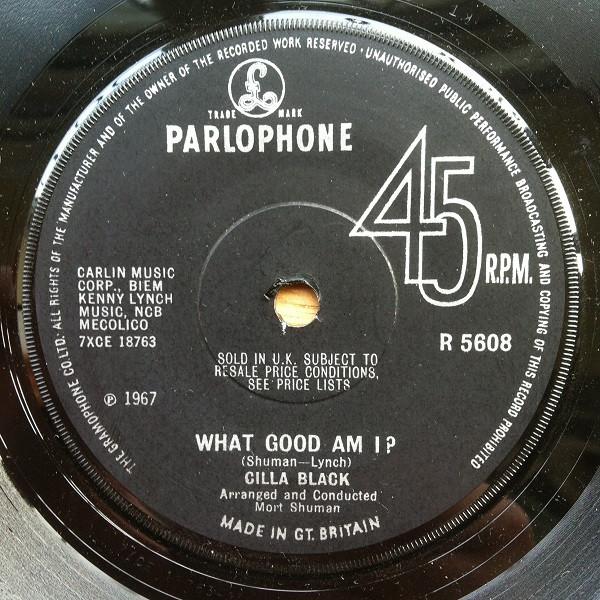 THE GRAMOPHONE CO LTD. ALL RIGHTS OF THE MANUFACTURER AND OF THE OWNER OF THE RECORDED WORK RESERVED · UNAUTHORISED PUBLIC PERFORMANCE BROADCASTING AND COPYING OF THIS RECORD PROHIBITED
£
TRADE MARK
PARLOPHONE
45 R.P.M.
CARLIN MUSIC
CORP., BIEM
KENNY LYNCH
MUSIC, NCB
MECOLICO
7XCE 18763
R 5608
SOLD IN U.K. SUBJECT TO
RESALE PRICE CONDITIONS,
SEE PRICE LISTS
℗ 1967
WHAT GOOD AM I?
(Shuman—Lynch)
CILLA BLACK
Arranged and Conducted
Mort Shuman
MADE IN GT. BRITAIN